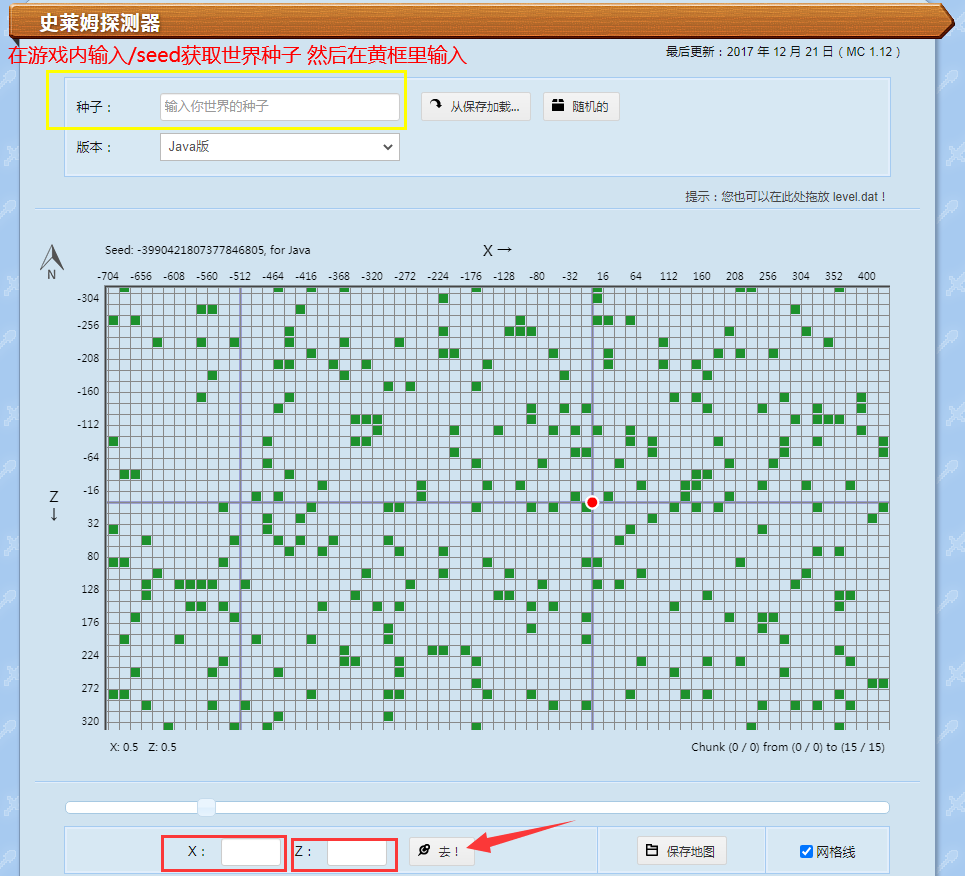 史莱姆探测器
在游戏内输入/seed获取世界种子 然后在黄框里输入
最后更新：2017 年 12 月 21 日（MC 1.12）
种子： 输入你世界的种子 从保存加载... 随机的
版本： Java版
提示：您也可以在此处拖放 level.dat！
Seed: -3990421807377846805, for Java X →
N -704 -656 -608 -560 -512 -464 -416 -368 -320 -272 -224 -176 -128 -80 -32 16 64 112 160 208 256 304 352 400
-304
-256
-208
-160
-112
-64
-16
Z
↓
32
80
128
176
224
272
320
X: 0.5 Z: 0.5 Chunk (0 / 0) from (0 / 0) to (15 / 15)
X： Z： 去！ 保存地图 网格线